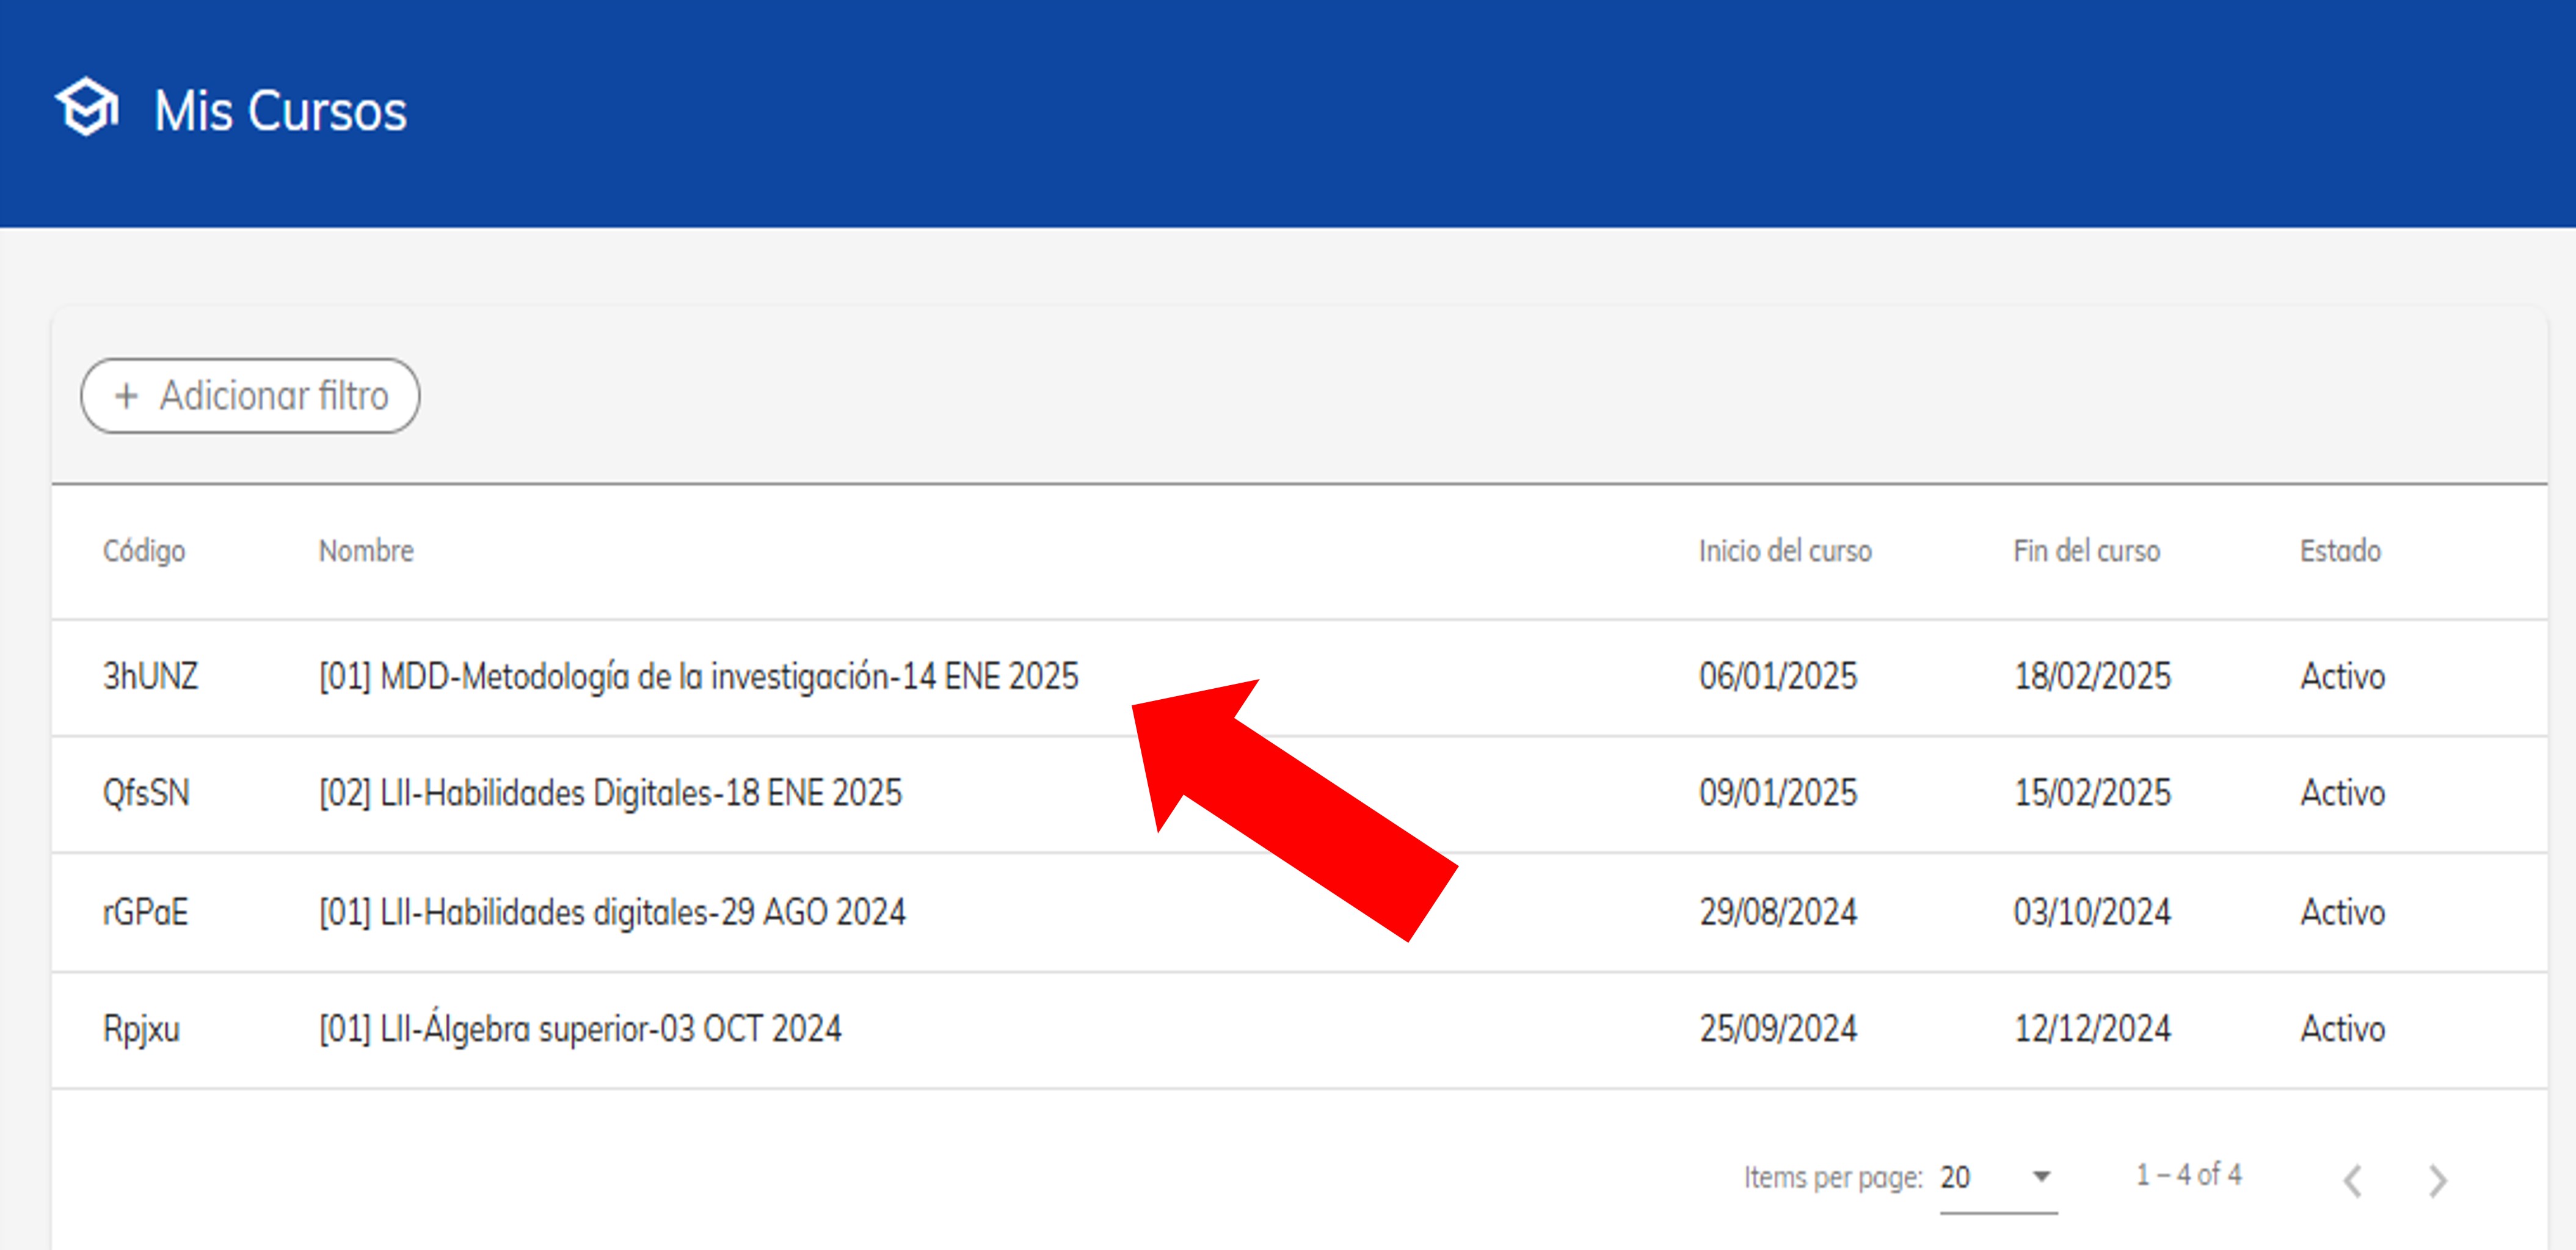 Mis Cursos
+ Adicionar filtro
Código Nombre Inicio del curso Fin del curso Estado
3hUNZ [01] MDD-Metodología de la investigación-14 ENE 2025 06/01/2025 18/02/2025 Activo
QfsSN [02] LII-Habilidades Digitales-18 ENE 2025 09/01/2025 15/02/2025 Activo
rGPaE [01] LII-Habilidades digitales-29 AGO 2024 29/08/2024 03/10/2024 Activo
Rpjxu [01] LII-Álgebra superior-03 OCT 2024 25/09/2024 12/12/2024 Activo
Items per page: 20 1 – 4 of 4